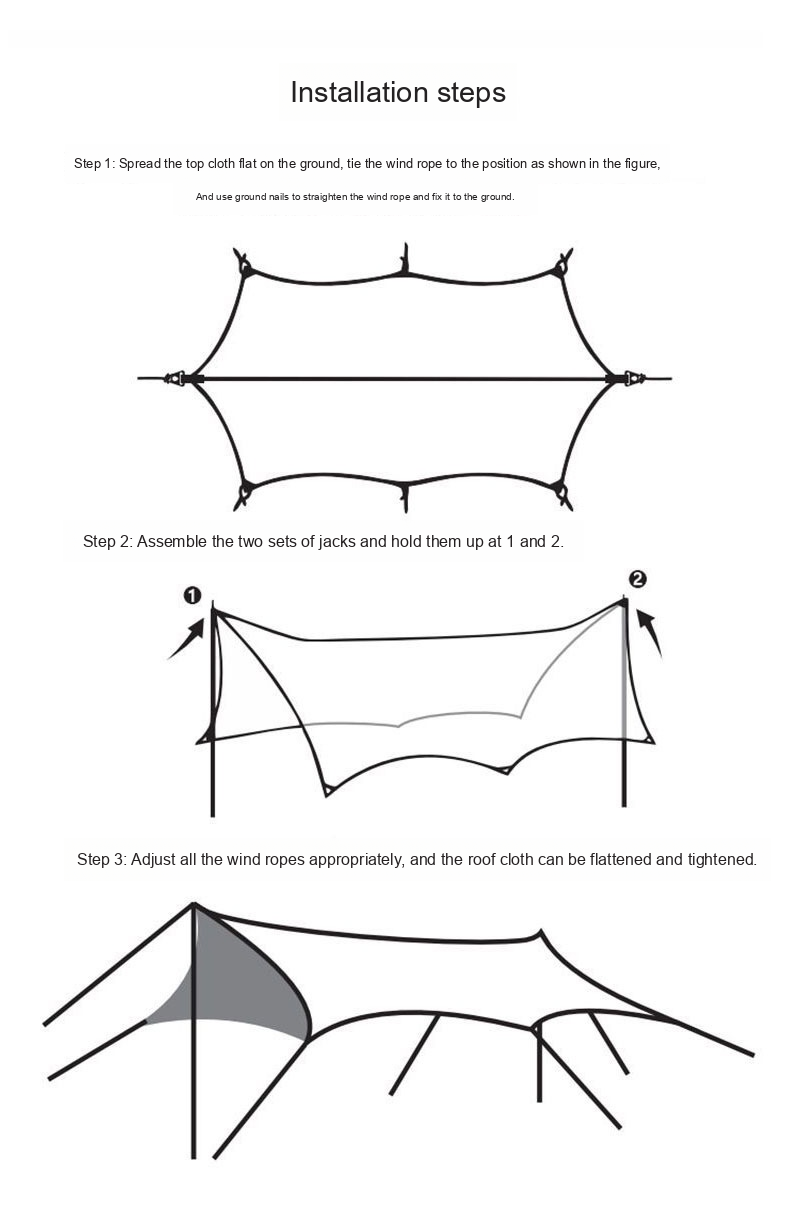 Installation steps
Step 1: Spread the top cloth flat on the ground, tie the wind rope to the position as shown in the figure,
And use ground nails to straighten the wind rope and fix it to the ground.
Step 2: Assemble the two sets of jacks and hold them up at 1 and 2.
1
2
Step 3: Adjust all the wind ropes appropriately, and the roof cloth can be flattened and tightened.